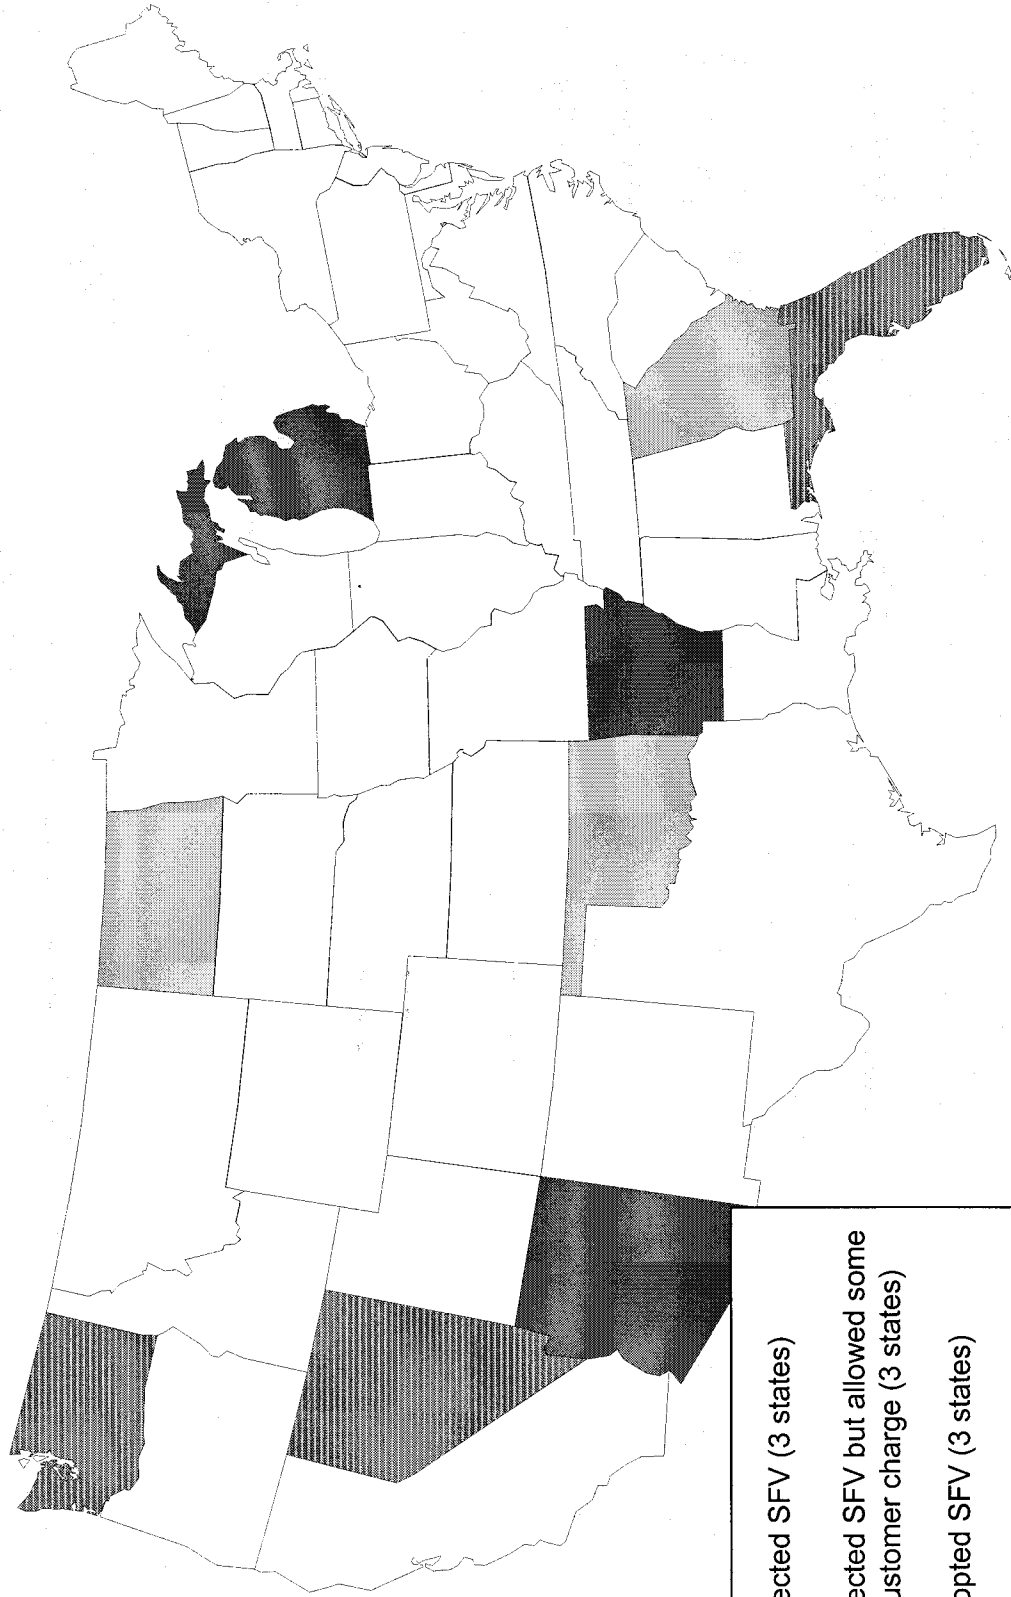 ected SFV (3 states)
ected SFV but allowed some
ustomer charge (3 states)
opted SFV (3 states)